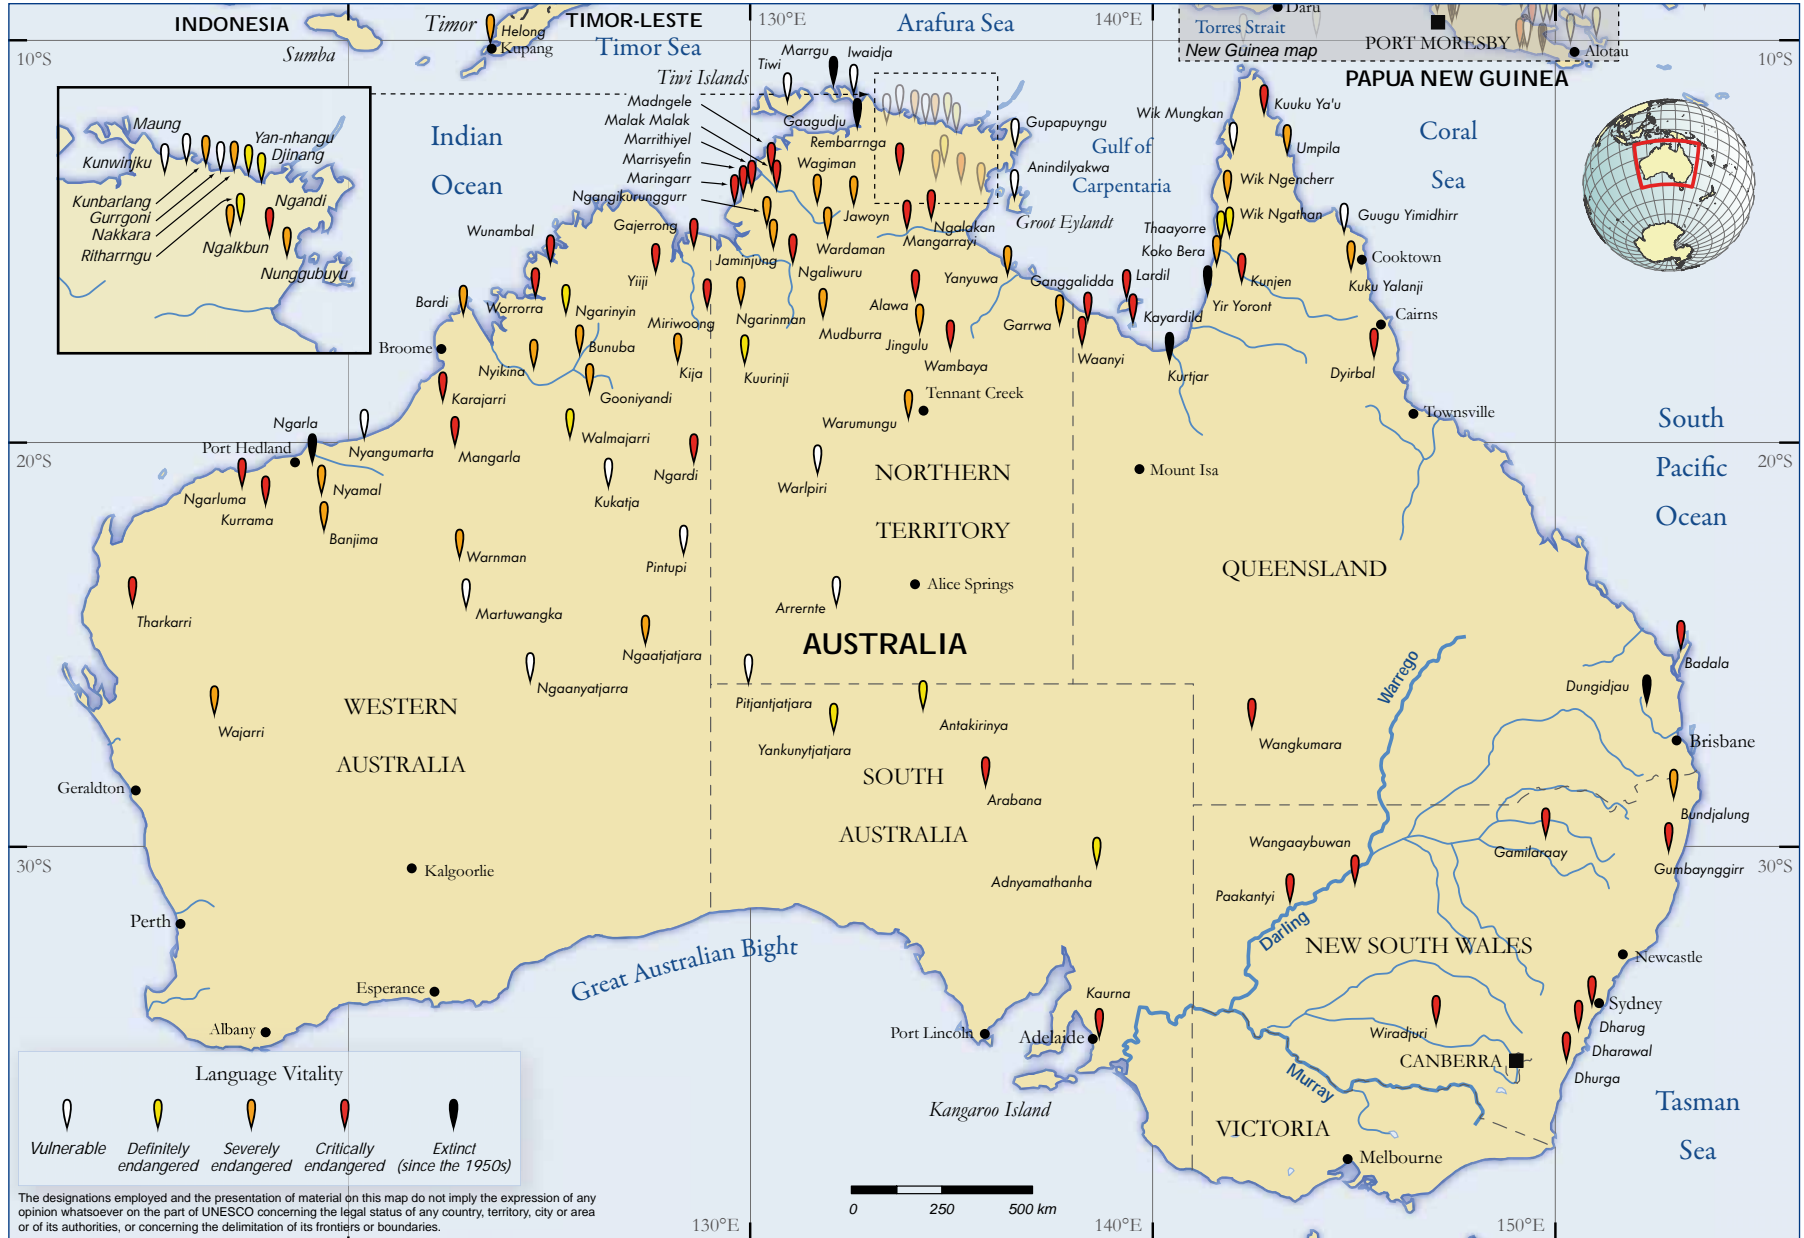 INDONESIA
Timor
TIMOR-LESTE
130°E
Arafura Sea
140°E
Daru
Torres Strait
New Guinea map
PORT MORESBY
Alotau
PAPUA NEW GUINEA
10°S
10°S
Sumba
Helong
Kupang
Timor Sea
Tiwi Islands
Tiwi
Marrgu
Iwaidja
Gaagudju
Madngele
Malak Malak
Marrithiyel
Marrisyefin
Maringarr
Ngangikurunggurr
Indian
Ocean
Maung
Kunwinjku
Yan-nhangu
Djinang
Kunbarlang
Gurrgoni
Nakkara
Ritharrngu
Ngandi
Ngalkbun
Nunggubuyu
Rembarrnga
Wagiman
Jawoyn
Wardaman
Ngalakan
Mangarrayi
Gupapuyngu
Gulf of
Carpentaria
Anindilyakwa
Groot Eylandt
Wik Mungkan
Kuuku Ya'u
Umpila
Coral
Sea
Wik Ngencherr
Wik Ngathan
Thaayorre
Koko Bera
Guugu Yimidhirr
Cooktown
Kuku Yalanji
Kunjen
Yir Yoront
Cairns
Dyirbal
Townsville
Kurtjar
Wunambal
Gajerrong
Yiiji
Jaminjung
Ngaliwuru
Yanyuwa
Ganggalidda
Lardil
Kayardild
Bardi
Worrorra
Ngarinyin
Miriwoong
Ngarinman
Mudburra
Alawa
Jingulu
Wambaya
Garrwa
Waanyi
Broome
Nyikina
Bunuba
Gooniyandi
Kija
Kuurinji
Karajarri
Walmajarri
Warumungu
Tennant Creek
Ngarla
Port Hedland
Nyangumarta
Mangarla
Ngardi
Kukatja
Warlpiri
NORTHERN
TERRITORY
Mount Isa
South
Pacific
Ocean
20°S
20°S
Ngarluma
Kurrama
Nyamal
Banjima
Warnman
Martuwangka
Pintupi
Arrernte
Alice Springs
QUEENSLAND
Tharkarri
Ngaatjatjara
AUSTRALIA
Ngaanyatjarra
Pitjantjatjara
Yankunytjatjara
Antakirinya
Wajarri
WESTERN
AUSTRALIA
SOUTH
AUSTRALIA
Arabana
Wangkumara
Warrego
Badala
Dungidjau
Brisbane
Bundjalung
Geraldton
Kalgoorlie
Adnyamathanha
Wangaaybuwan
Gamilaraay
Gumbaynggirr
30°S
30°S
Perth
Paakantyi
Darling
NEW SOUTH WALES
Newcastle
Great Australian Bight
Esperance
Albany
Port Lincoln
Kaurna
Adelaide
Wiradjuri
Sydney
Dharug
Dharawal
Dhurga
CANBERRA
Murray
Kangaroo Island
VICTORIA
Melbourne
Tasman
Sea
Language Vitality
Vulnerable
Definitely
endangered
Severely
endangered
Critically
endangered
Extinct
(since the 1950s)
The designations employed and the presentation of material on this map do not imply the expression of any
opinion whatsoever on the part of UNESCO concerning the legal status of any country, territory, city or area
or of its authorities, or concerning the delimitation of its frontiers or boundaries.
0 250 500 km
130°E
140°E
150°E